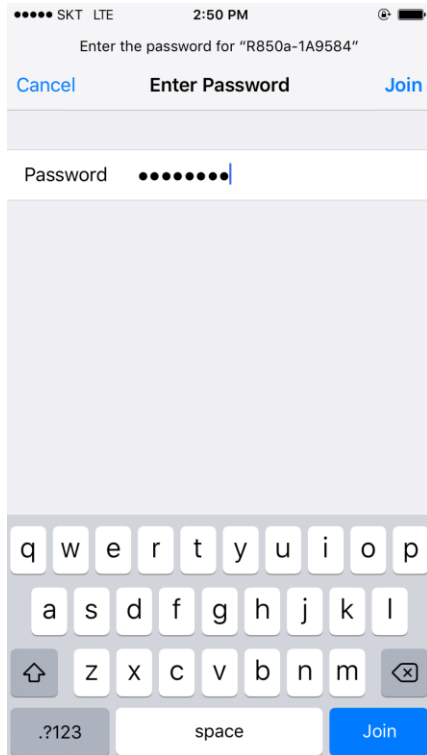 SKT LTE 2:50 PM
Enter the password for “R850a-1A9584”
Cancel Enter Password Join
Password ••••••••
q w e r t y u i o p
a s d f g h j k l
z x c v b n m
.?123 space Join